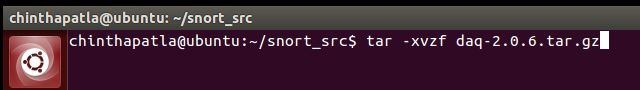 chinthapatla@ubuntu: ~/snort_src
chinthapatla@ubuntu:~/snort_src$ tar -xvzf daq-2.0.6.tar.gz